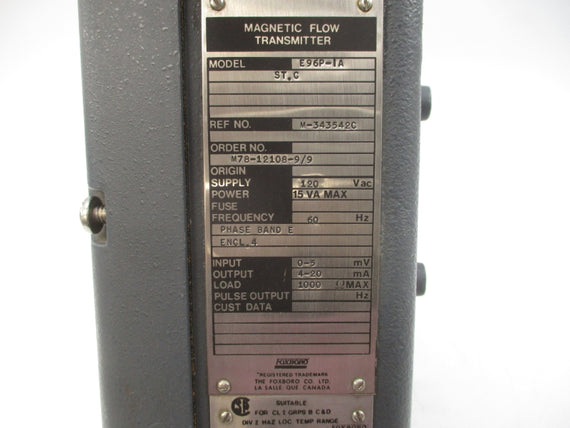 MAGNETIC FLOW
TRANSMITTER
MODEL E96P-IA
ST.C
REF NO. M-343542C
ORDER NO.
M78-12108-9/9
ORIGIN
SUPPLY 120 Vac
POWER 15 VA MAX
FUSE
FREQUENCY 60 Hz
PHASE BAND E
ENCL.4
INPUT 0-5 mV
OUTPUT 4-20 mA
LOAD 1000 Ω MAX
PULSE OUTPUT Hz
CUST DATA
FOXBORO
*REGISTERED TRADEMARK
THE FOXBORO CO. LTD.
LA SALLE, QUE. CANADA
SUITABLE
FOR CL I GRPS B C & D
DIV 2 HAZ LOC. TEMP RANGE